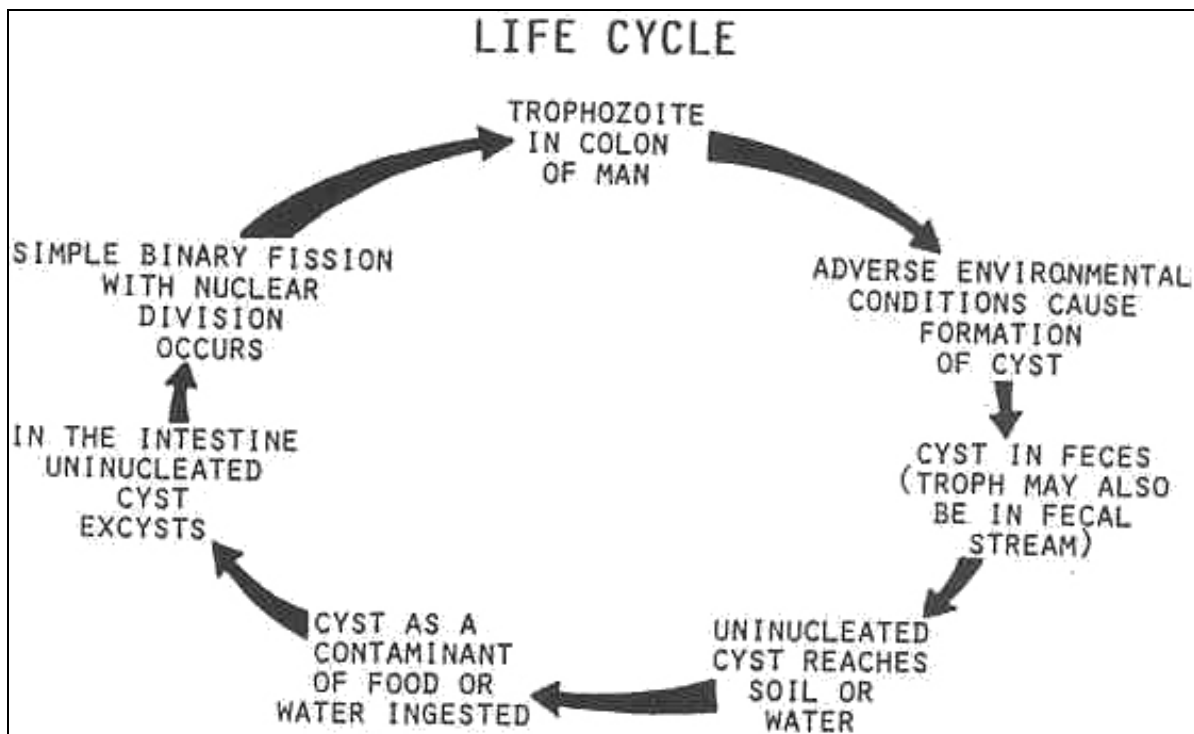 LIFE CYCLE
TROPHOZOITE
IN COLON
OF MAN
ADVERSE ENVIRONMENTAL
CONDITIONS CAUSE
FORMATION
OF CYST
CYST IN FECES
(TROPH MAY ALSO
BE IN FECAL
STREAM)
UNINUCLEATED
CYST REACHES
SOIL OR
WATER
CYST AS A
CONTAMINANT
OF FOOD OR
WATER INGESTED
IN THE INTESTINE
UNINUCLEATED
CYST
EXCYSTS
SIMPLE BINARY FISSION
WITH NUCLEAR
DIVISION
OCCURS